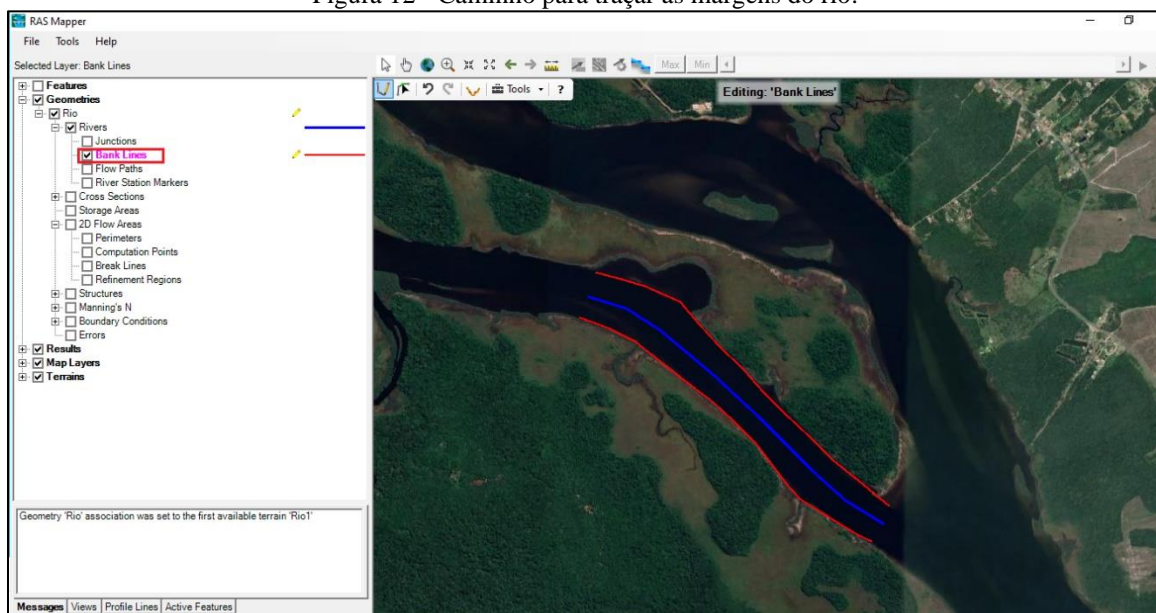 Figura 12 - Caminho para traçar as margens do rio.
RAS Mapper
File Tools Help
Selected Layer: Bank Lines
Max Min
Tools ?
Editing: 'Bank Lines'
Features
Geometries
Rio
Rivers
Junctions
Bank Lines
Flow Paths
River Station Markers
Cross Sections
Storage Areas
2D Flow Areas
Perimeters
Computation Points
Break Lines
Refinement Regions
Structures
Manning's N
Boundary Conditions
Errors
Results
Map Layers
Terrains
Geometry 'Rio' association was set to the first available terrain 'Rio1'
Messages Views Profile Lines Active Features